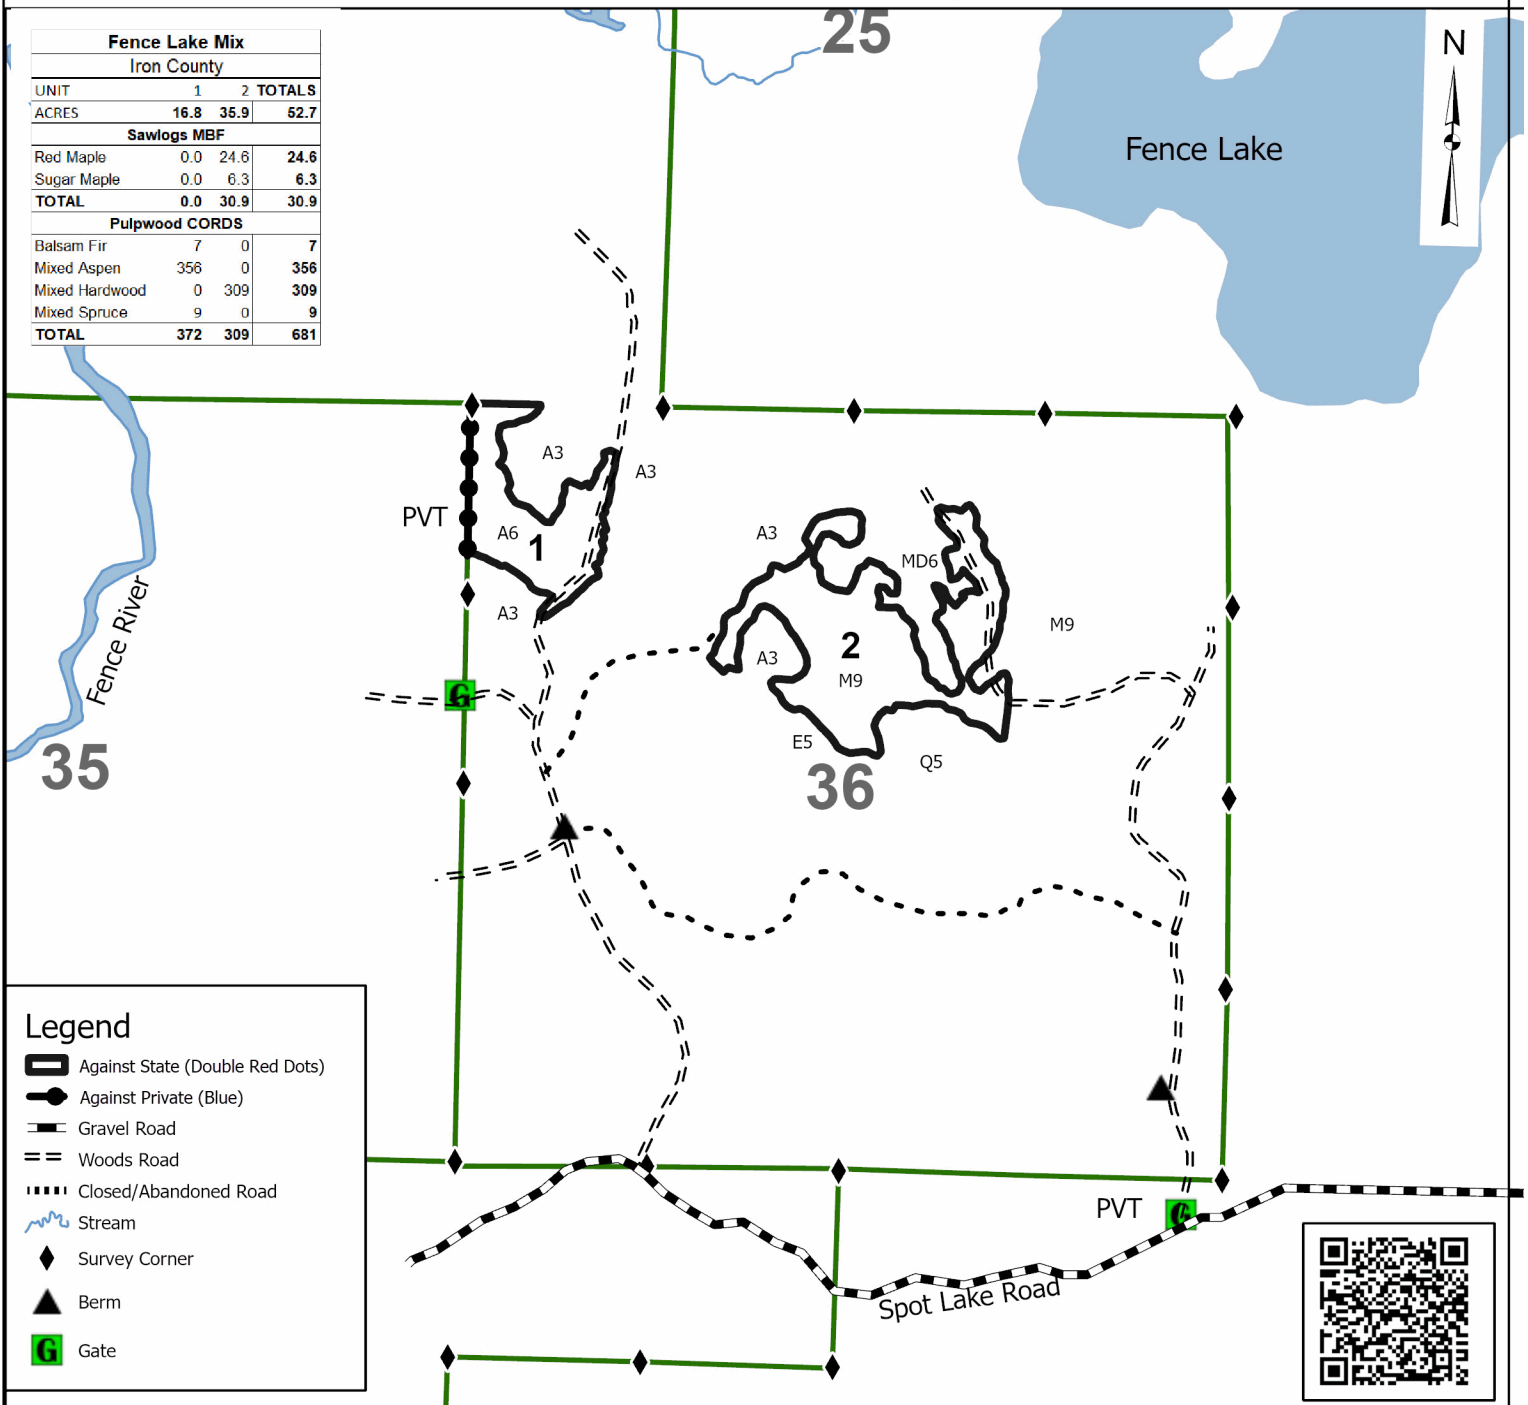 Fence Lake Mix
Iron County
UNIT 1 2 TOTALS
ACRES 16.8 35.9 52.7
Sawlogs MBF
Red Maple 0.0 24.6 24.6
Sugar Maple 0.0 6.3 6.3
TOTAL 0.0 30.9 30.9
Pulpwood CORDS
Balsam Fir 7 0 7
Mixed Aspen 356 0 356
Mixed Hardwood 0 309 309
Mixed Spruce 9 0 9
TOTAL 372 309 681
25
N
Fence Lake
A3
A3
PVT
A6
1
A3
A3
MD6
M9
2
A3
M9
Fence River
G
E5
Q5
35
36
PVT
G
Spot Lake Road
Legend
Against State (Double Red Dots)
Against Private (Blue)
Gravel Road
Woods Road
Closed/Abandoned Road
Stream
Survey Corner
Berm
G Gate